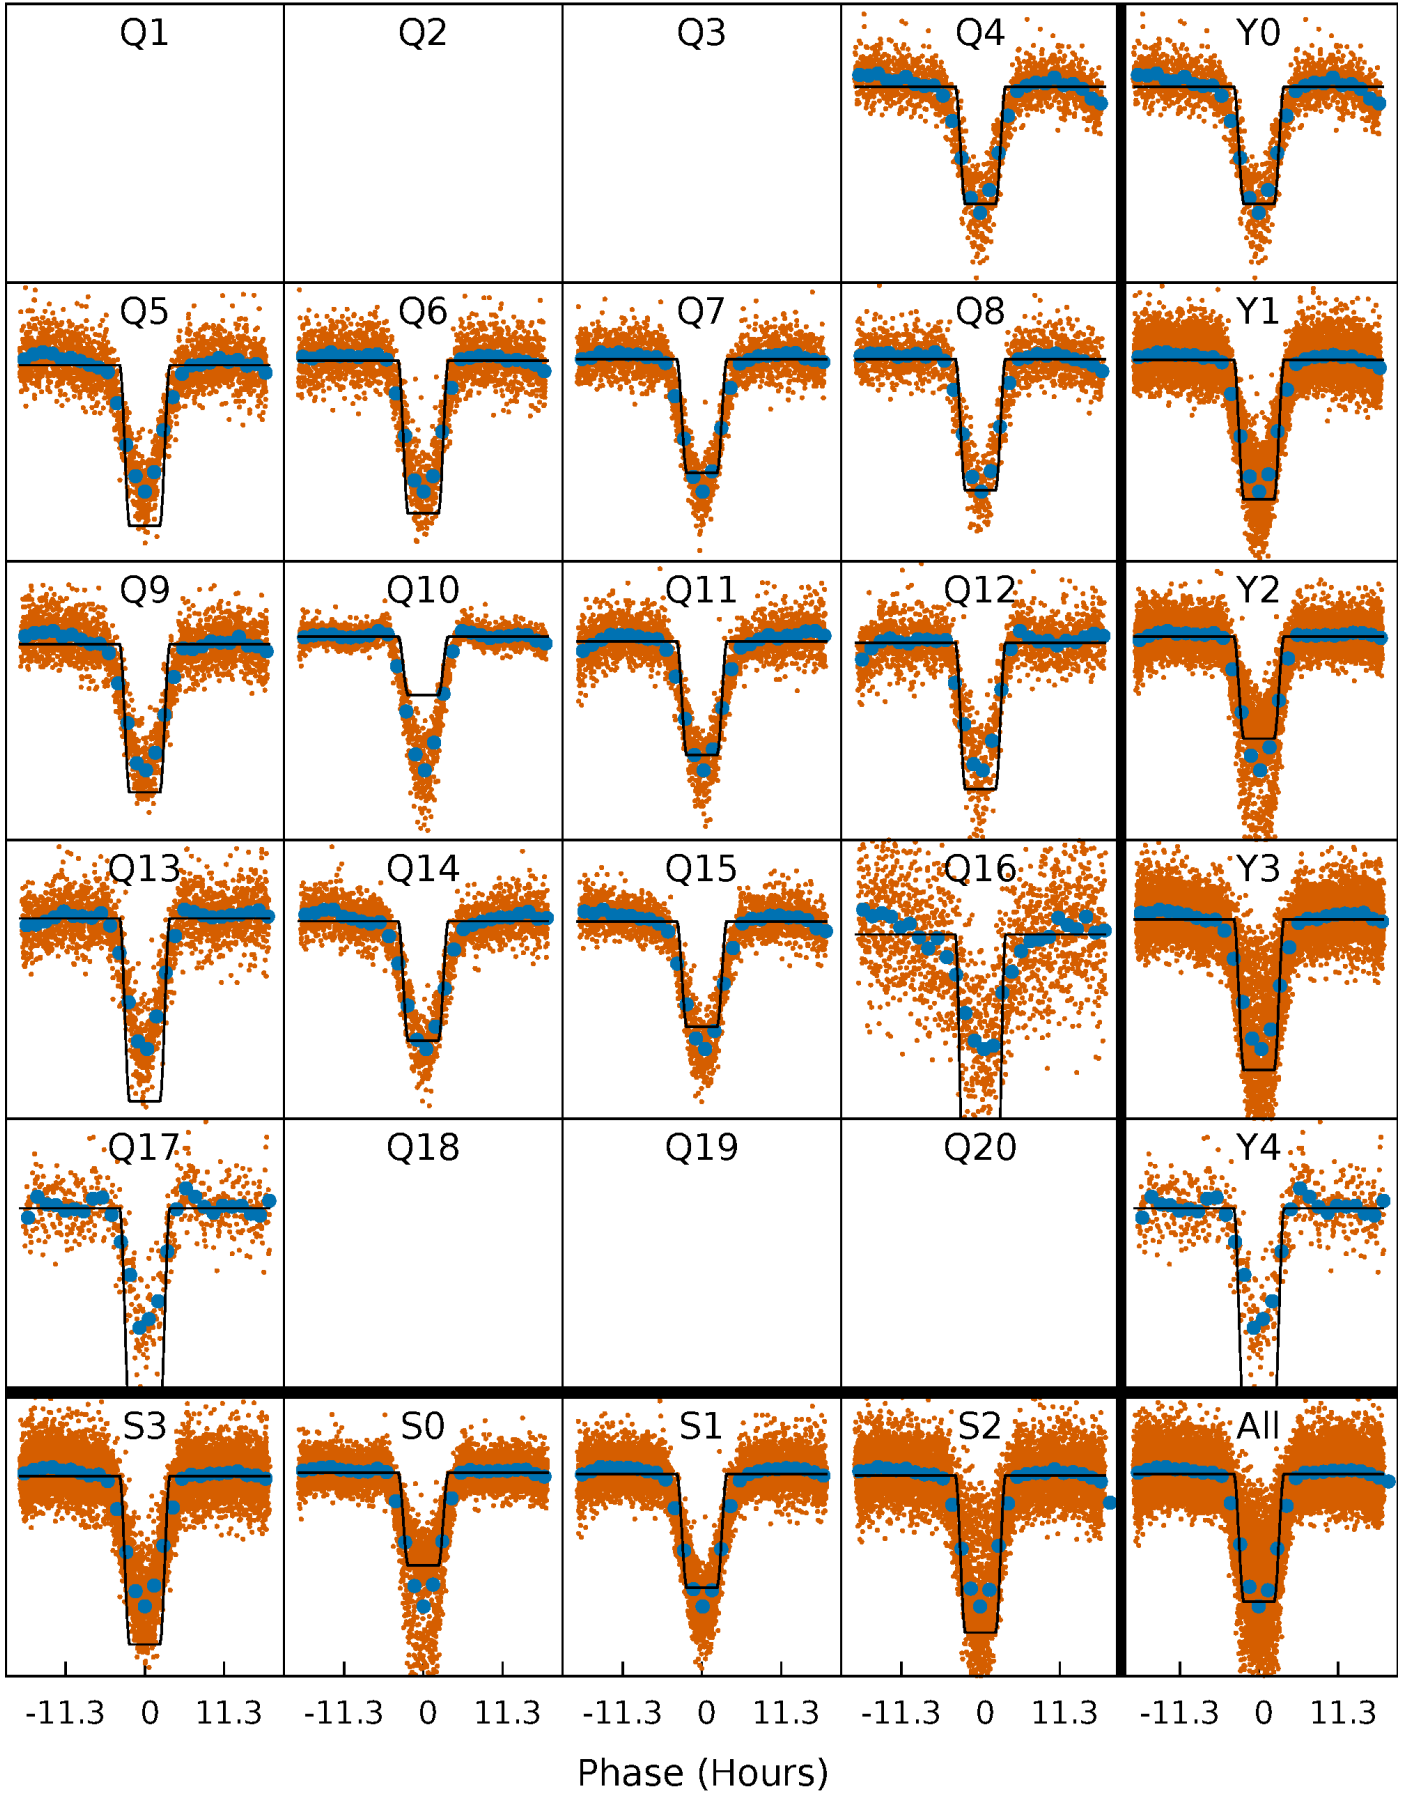 Q1 Q2 Q3 Q4 Y0
Q5 Q6 Q7 Q8 Y1
Q9 Q10 Q11 Q12 Y2
Q13 Q14 Q15 Q16 Y3
Q17 Q18 Q19 Q20 Y4
S3 S0 S1 S2 All
-11.3 0 11.3 -11.3 0 11.3 -11.3 0 11.3 -11.3 0 11.3 -11.3 0 11.3
Phase (Hours)